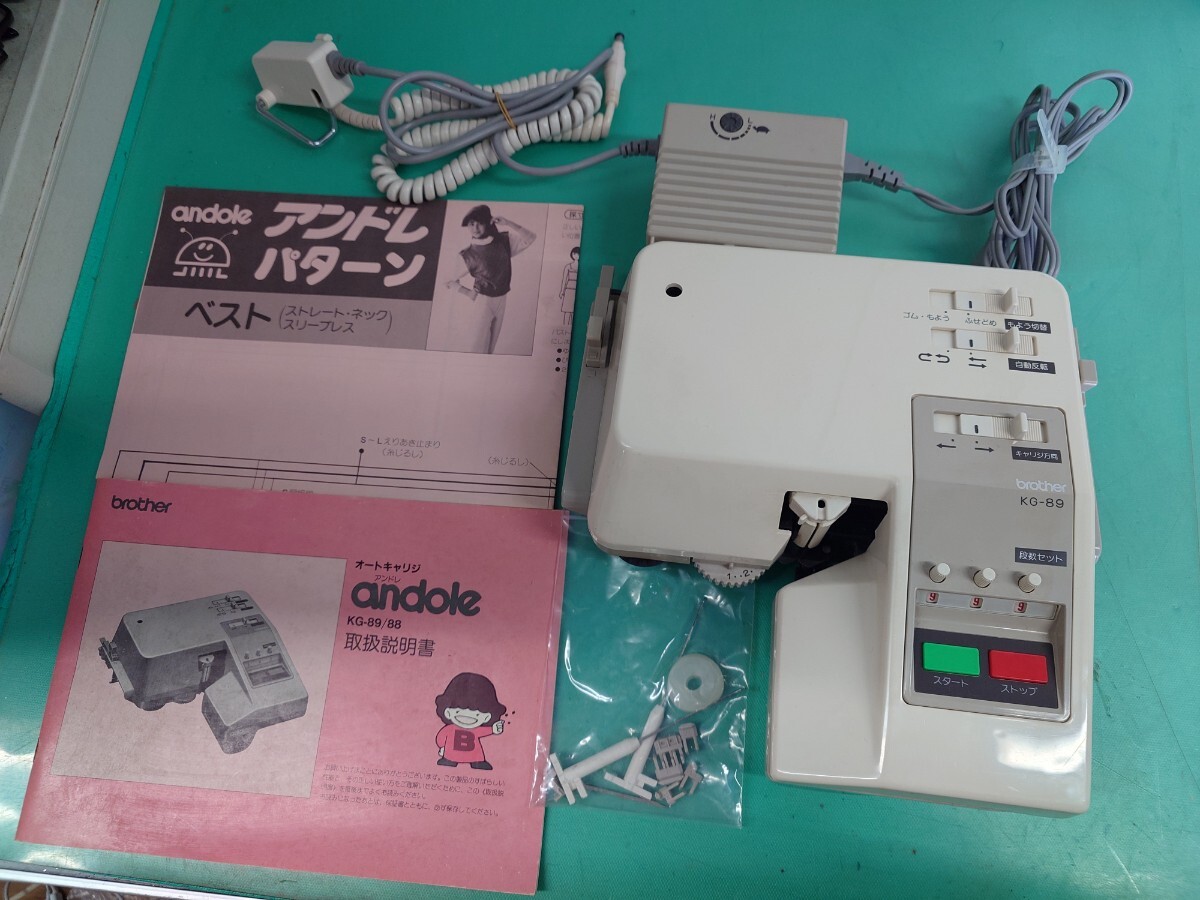 andole アンドレ
パターン
ベスト(ストレート・ネック
スリーブレス)
S～Lえりあき止まり
(糸じるし)
(糸じるし)
brother
オートキャリジ
アンドレ
andole
KG-89/88
取扱説明書
B
H
L
ゴム・もよう
ふせどめ
もよう切替
自動反転
キャリジ方向
brother
KG-89
段数セット
9 9 9
スタート
ストップ
1・・2・